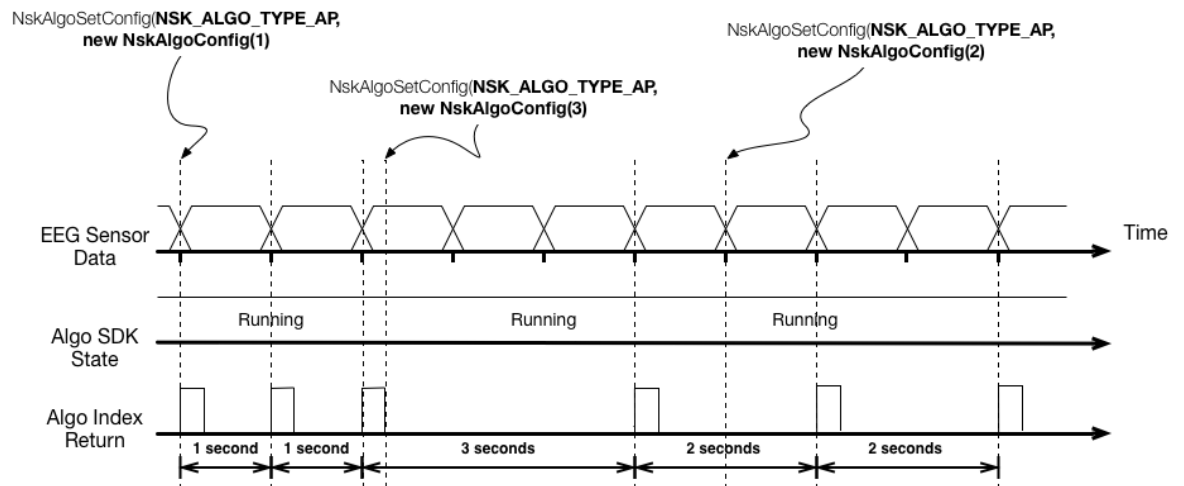 NskAlgoSetConfig(NSK_ALGO_TYPE_AP,
new NskAlgoConfig(1)
NskAlgoSetConfig(NSK_ALGO_TYPE_AP,
new NskAlgoConfig(3)
NskAlgoSetConfig(NSK_ALGO_TYPE_AP,
new NskAlgoConfig(2)
EEG Sensor
Data
Time
Running
Running
Running
Algo SDK
State
Algo Index
Return
1 second
1 second
3 seconds
2 seconds
2 seconds